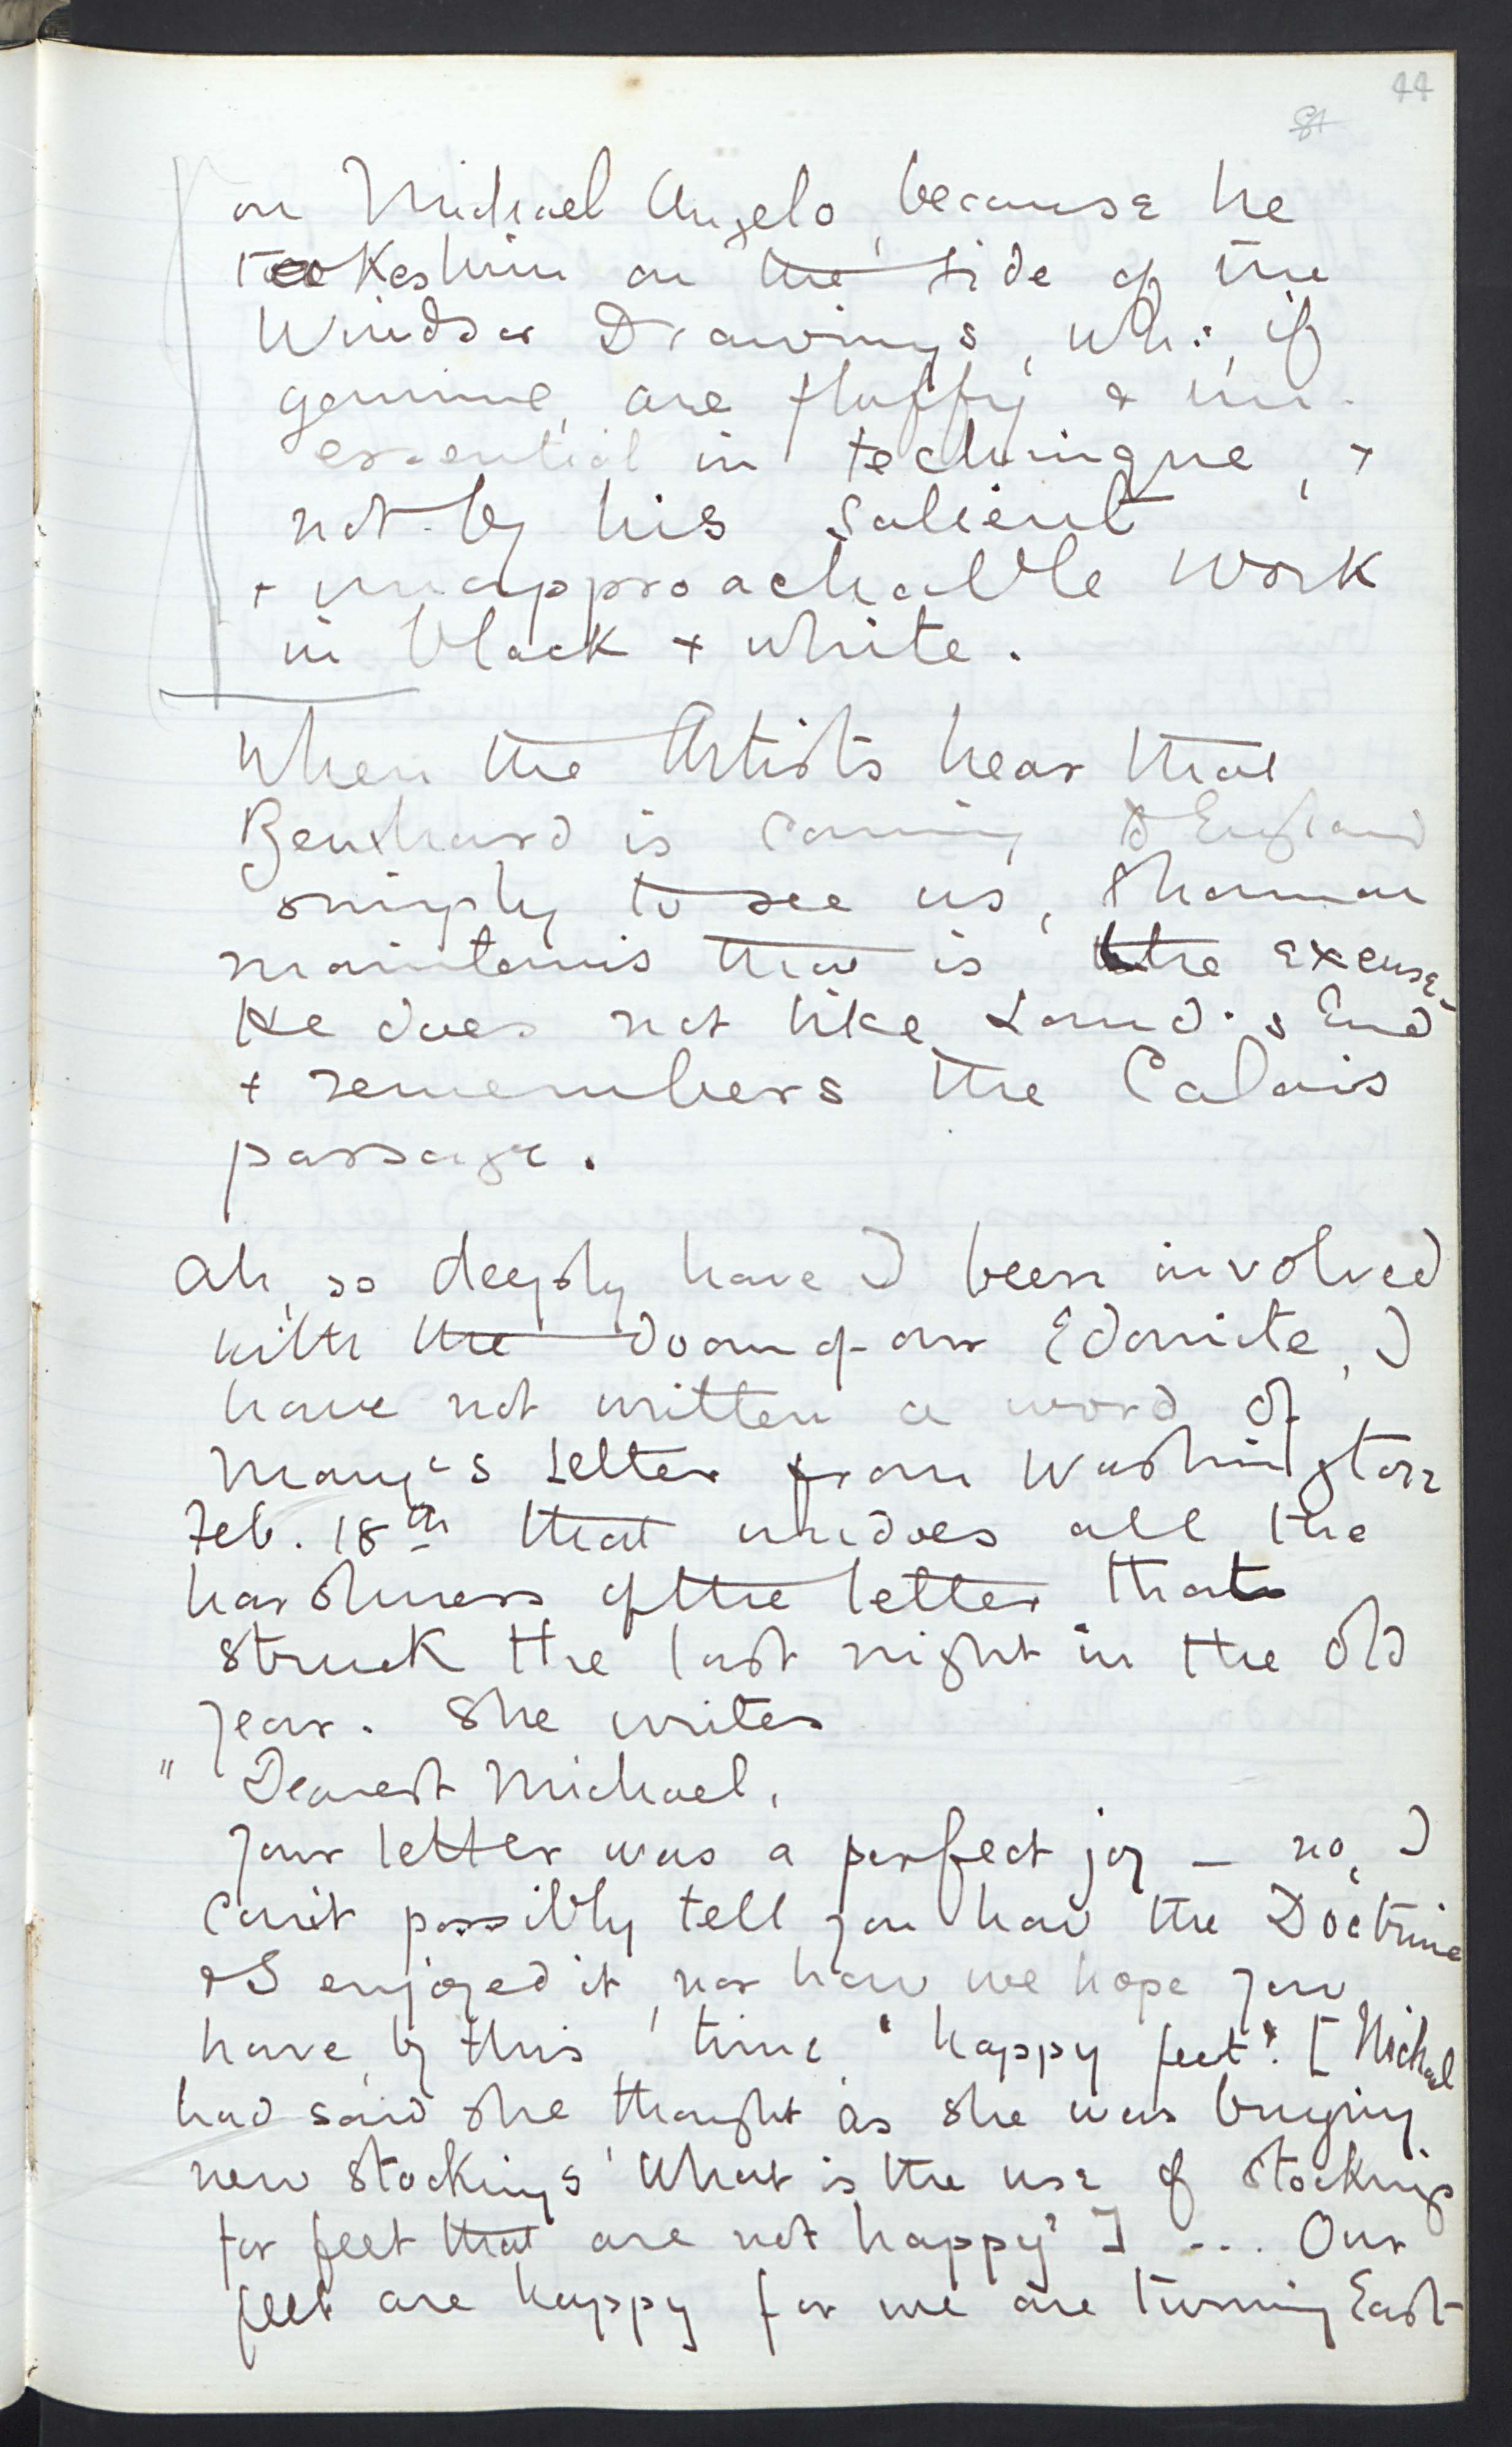 44
81
on Michael Angelo, because he
takes him on the side of the
Windsor Drawings, wh:, if
genuine, are fluffy & un-
essential in technique, +
not by his salient
+ unapproachable work
in black + white.
When the Artists hear that
Bernhard is coming to England
simply to see us, Shannon
maintains that is the excuse.
He does not like Land's End
+ remembers the Calais
passage.
Ah, so deeply have I been involved
with the doom of our Edomite, I
have not written a word of
Mary's letter from Washington
Feb. 18th that undoes all the
harshness of the letter that
struck the last night in the old
year. She writes
" Dearest Michael,
Your letter was a perfect joy — no, I
can't possibly tell you how the Doctrine
& I enjoyed it, nor how we hope you
have by this time 'happy feet'. [Michael
had said she thought as she was buying
new stockings 'What is the use of stockings
for feet that are not happy'] ... Our
feet are happy for we are turning East